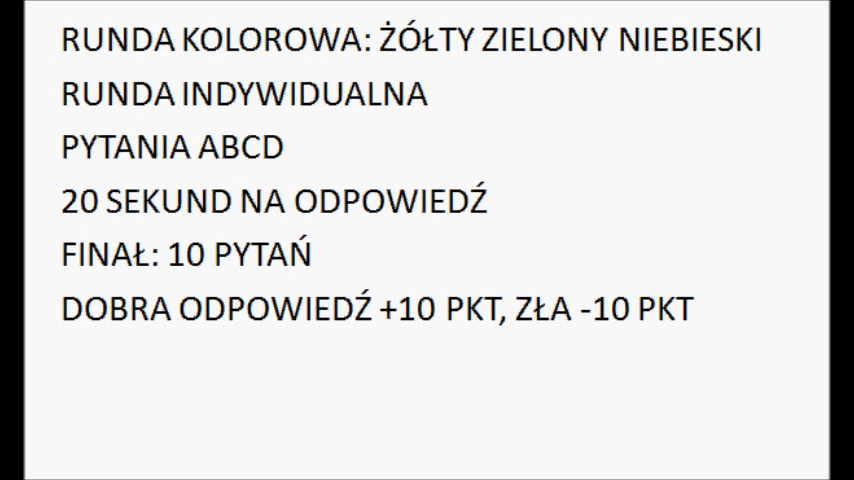 RUNDA KOLOROWA: ŻÓŁTY ZIELONY NIEBIESKI
RUNDA INDYWIDUALNA
PYTANIA ABCD
20 SEKUND NA ODPOWIEDŹ
FINAŁ: 10 PYTAŃ
DOBRA ODPOWIEDŹ +10 PKT, ZŁA -10 PKT